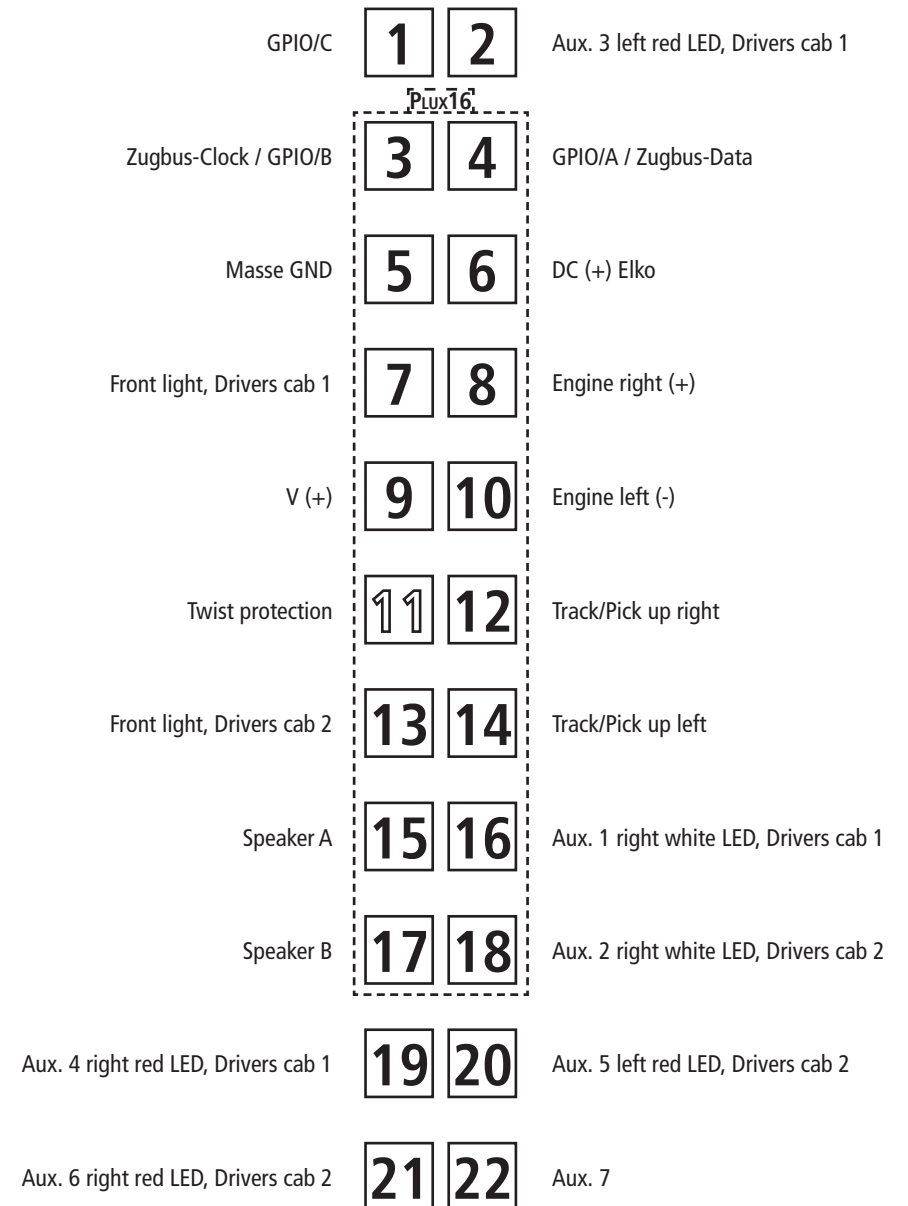 GPIO/C 1 2 Aux. 3 left red LED, Drivers cab 1
PLUX16
Zugbus-Clock / GPIO/B 3 4 GPIO/A / Zugbus-Data
Masse GND 5 6 DC (+) Elko
Front light, Drivers cab 1 7 8 Engine right (+)
V (+) 9 10 Engine left (-)
Twist protection 11 12 Track/Pick up right
Front light, Drivers cab 2 13 14 Track/Pick up left
Speaker A 15 16 Aux. 1 right white LED, Drivers cab 1
Speaker B 17 18 Aux. 2 right white LED, Drivers cab 2
Aux. 4 right red LED, Drivers cab 1 19 20 Aux. 5 left red LED, Drivers cab 2
Aux. 6 right red LED, Drivers cab 2 21 22 Aux. 7